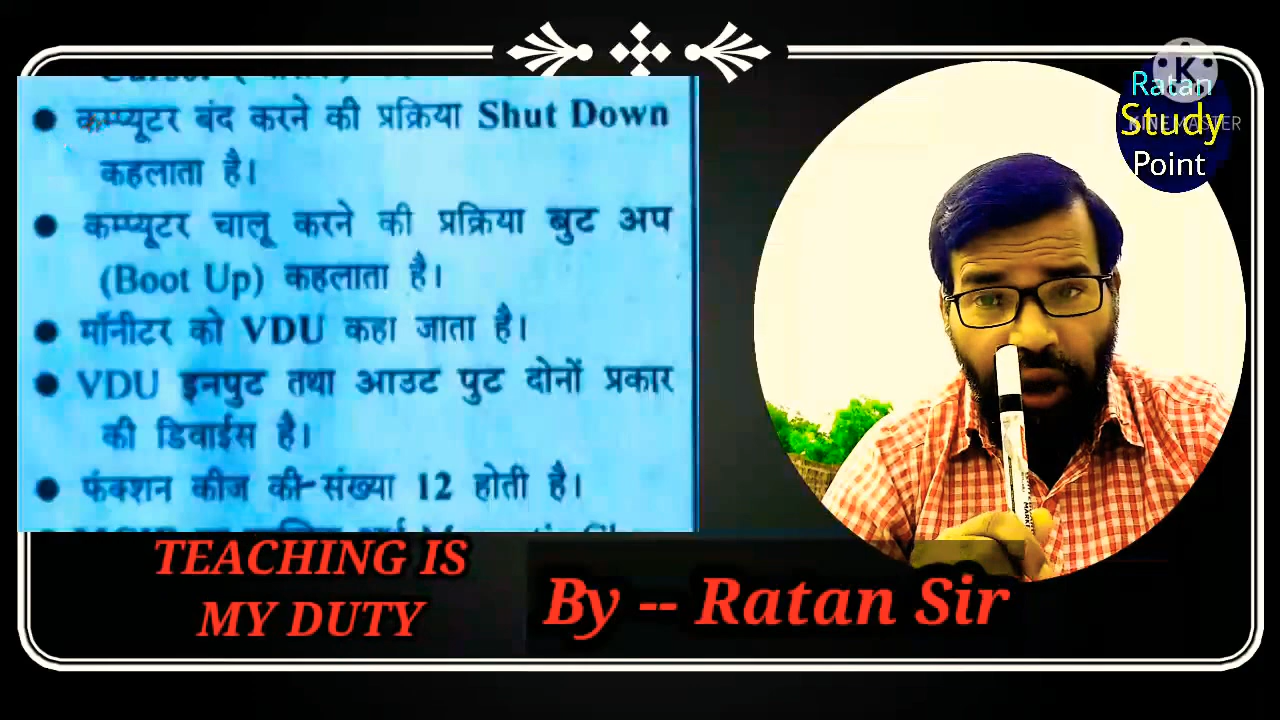 ● कम्प्यूटर बंद करने की प्रक्रिया Shut Down
कहलाता है।
● कम्प्यूटर चालू करने की प्रक्रिया बुट अप
(Boot Up) कहलाता है।
● मॉनीटर को VDU कहा जाता है।
● VDU इनपुट तथा आउट पुट दोनों प्रकार
की डिवाईस है।
● फंक्शन कीज की संख्या 12 होती है।
K
Ratan
KINEMASTER
Study
Point
TEACHING IS
MY DUTY
By -- Ratan Sir